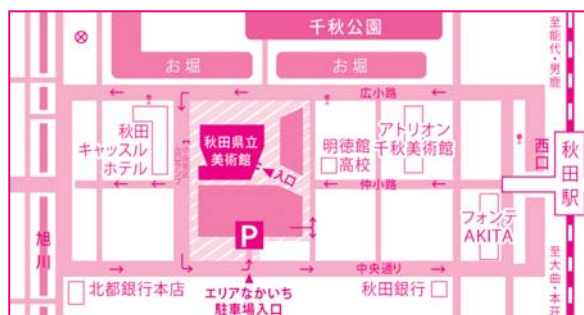 千秋公園
お堀
お堀
至能代・男鹿
広小路
秋田
キャッスル
ホテル
秋田県立
美術館
入口
明徳館
高校
アトリオン
千秋美術館
西口
秋田駅
仲小路
フォンテ
AKITA
旭川
P
中央通り
至大曲・本荘
北都銀行本店
エリアなかいち
駐車場入口
秋田銀行